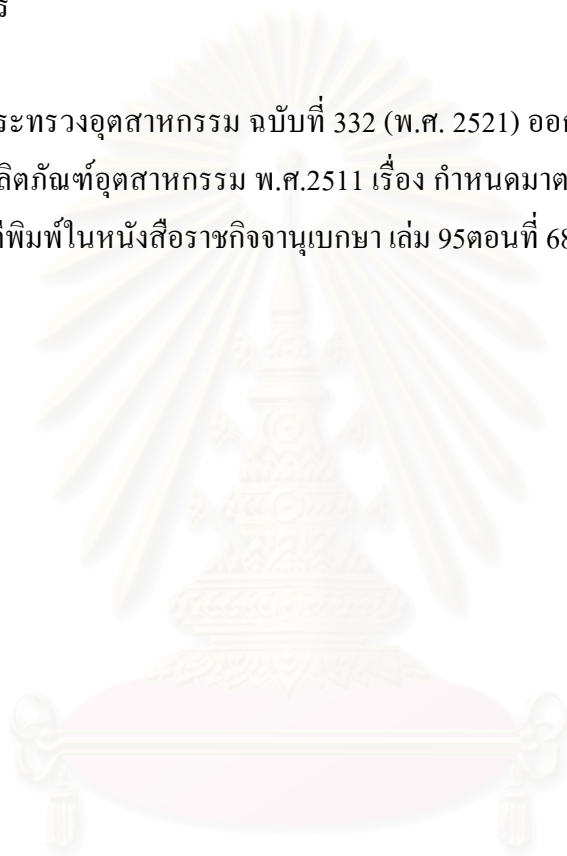 ระทรวงอุตสาหกรรม ฉบับที่ 332 (พ.ศ. 2521) ออก
ลิตภัณฑ์อุตสาหกรรม พ.ศ.2511 เรื่อง กำหนดมาต
พิมพ์ในหนังสือราชกิจจานุเบกษา เล่ม 95ตอนที่ 68